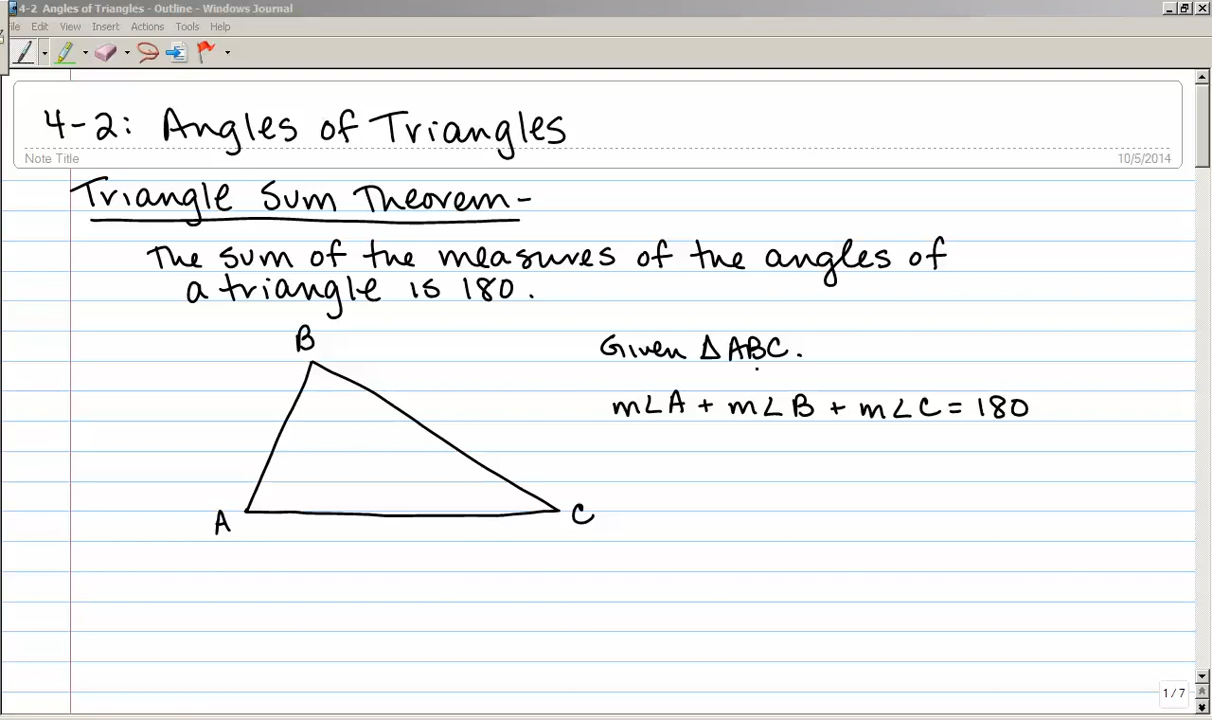 4-2 Angles of Triangles - Outline - Windows Journal
File Edit View Insert Actions Tools Help
4-2: Angles of Triangles
Note Title
10/5/2014
Triangle Sum Theorem-
The sum of the measures of the angles of
a triangle is 180.
B
Given △ABC.
m∠A + m∠B + m∠C = 180
A
C
1 / 7